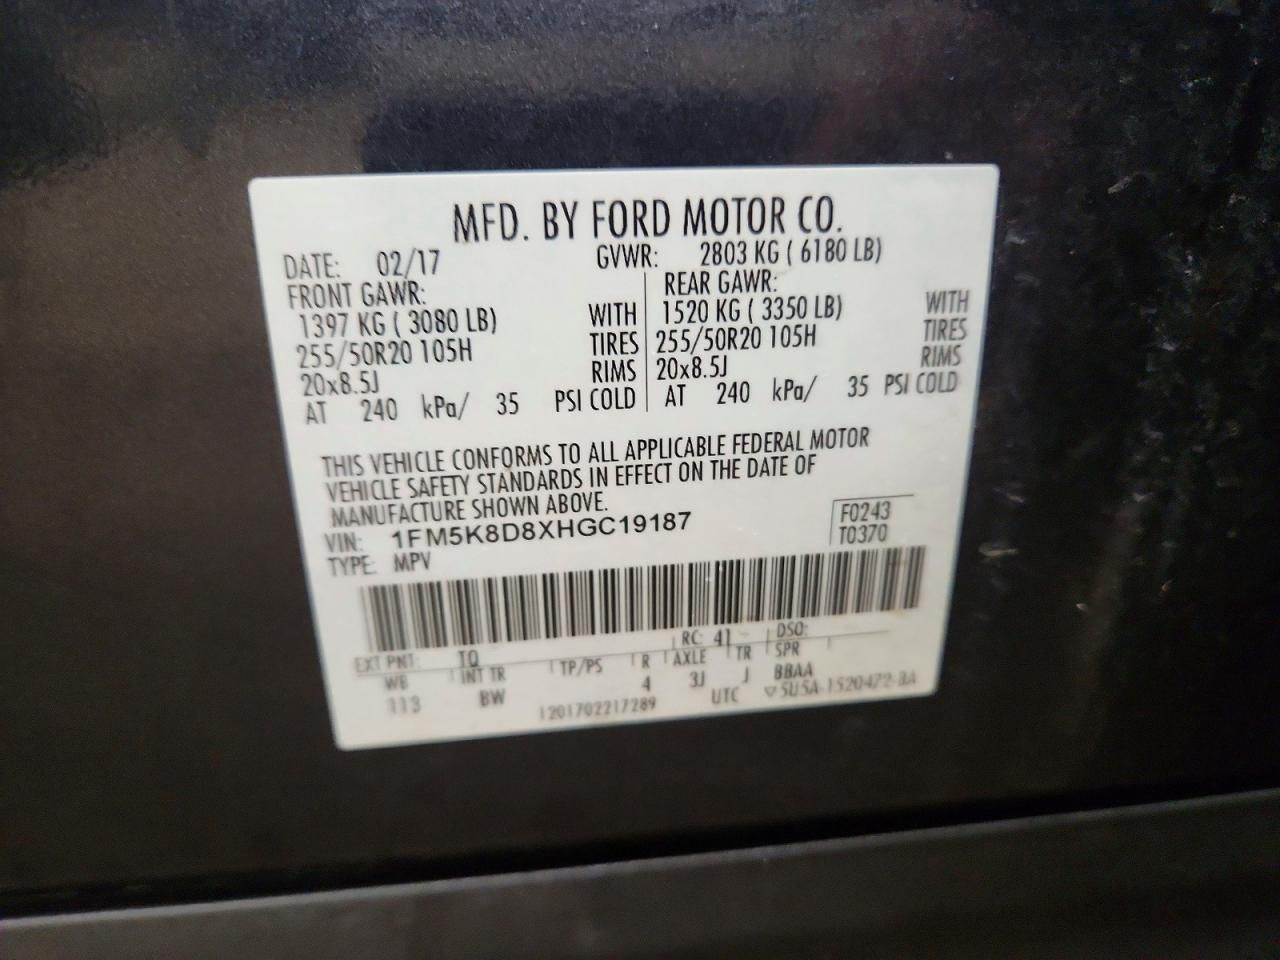 MFD. BY FORD MOTOR CO.
DATE: 02/17 GVWR: 2803 KG ( 6180 LB)
FRONT GAWR: REAR GAWR:
1397 KG ( 3080 LB) WITH 1520 KG ( 3350 LB) WITH
255/50R20 105H TIRES 255/50R20 105H TIRES
20x8.5J RIMS 20x8.5J RIMS
AT 240 kPa/ 35 PSI COLD AT 240 kPa/ 35 PSI COLD
THIS VEHICLE CONFORMS TO ALL APPLICABLE FEDERAL MOTOR
VEHICLE SAFETY STANDARDS IN EFFECT ON THE DATE OF
MANUFACTURE SHOWN ABOVE.
VIN: 1FM5K8D8XHGC19187 F0243
TYPE: MPV T0370
EXT PNT: TQ RC: 41 DSO:
WB INT TR TP/PS R AXLE TR SPR
113 BW 4 3J J BBAA
1201702217289 UTC ▽5U5A-1520472-BA